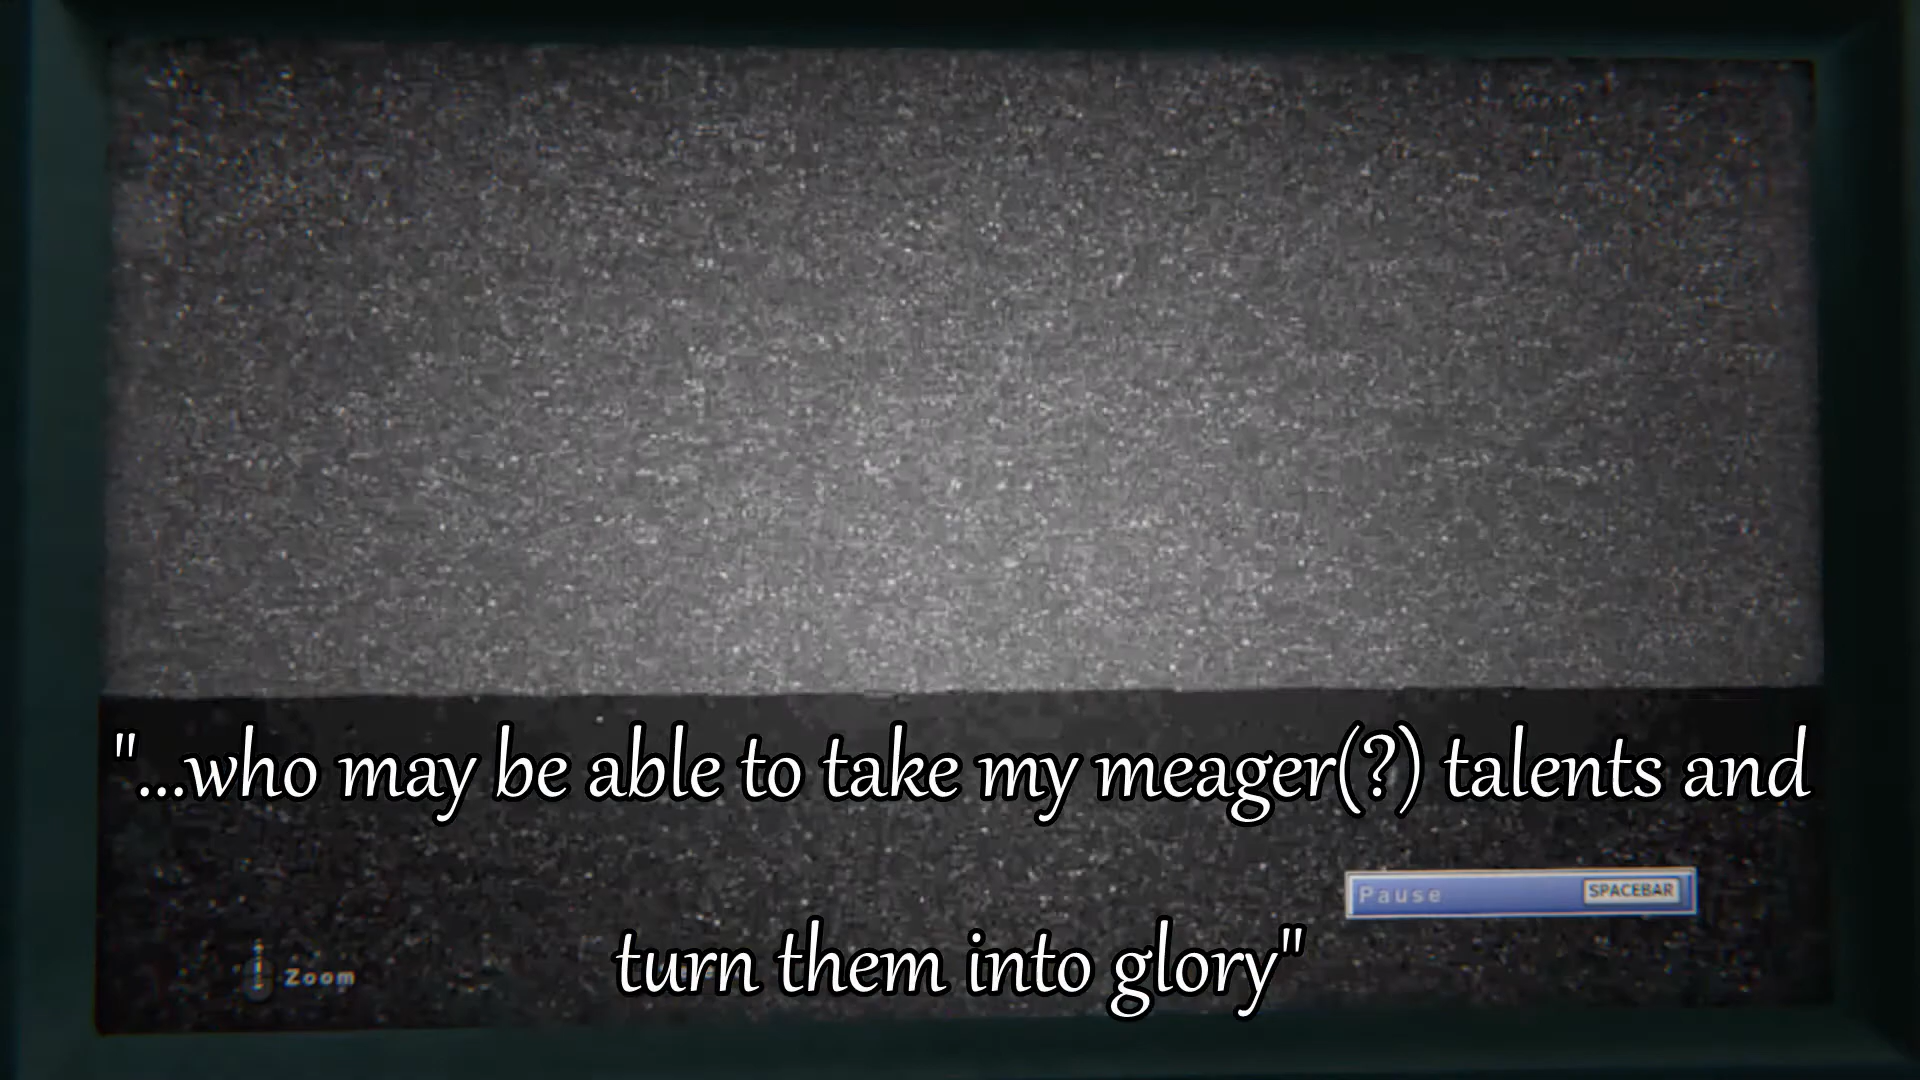 "...who may be able to take my meager(?) talents and
Pause SPACEBAR
turn them into glory"
Zoom